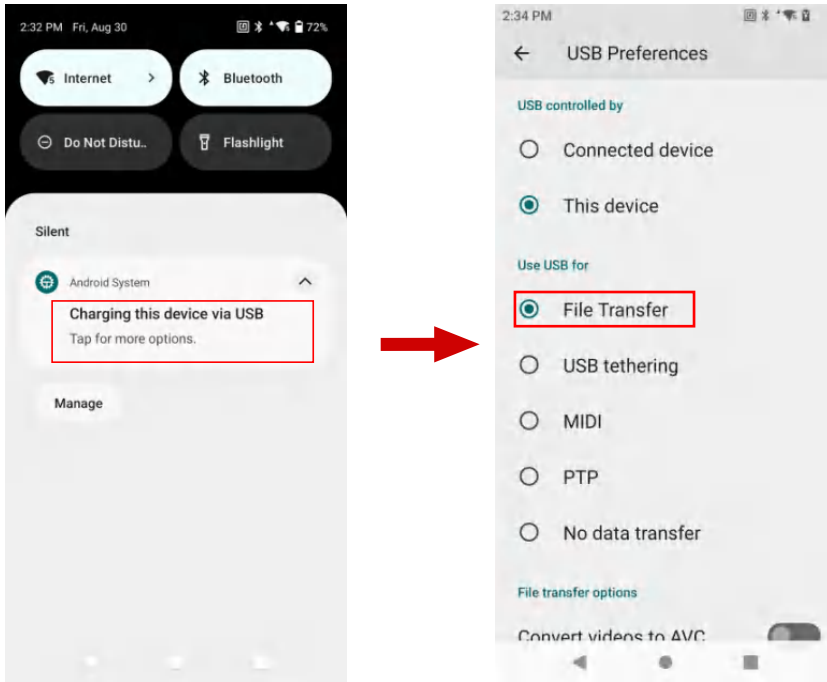 2:32 PM Fri, Aug 30
72%
Internet
Bluetooth
Do Not Distu..
Flashlight
Silent
Android System
Charging this device via USB
Tap for more options.
Manage
2:34 PM
USB Preferences
USB controlled by
Connected device
This device
Use USB for
File Transfer
USB tethering
MIDI
PTP
No data transfer
File transfer options
Convert videos to AVC